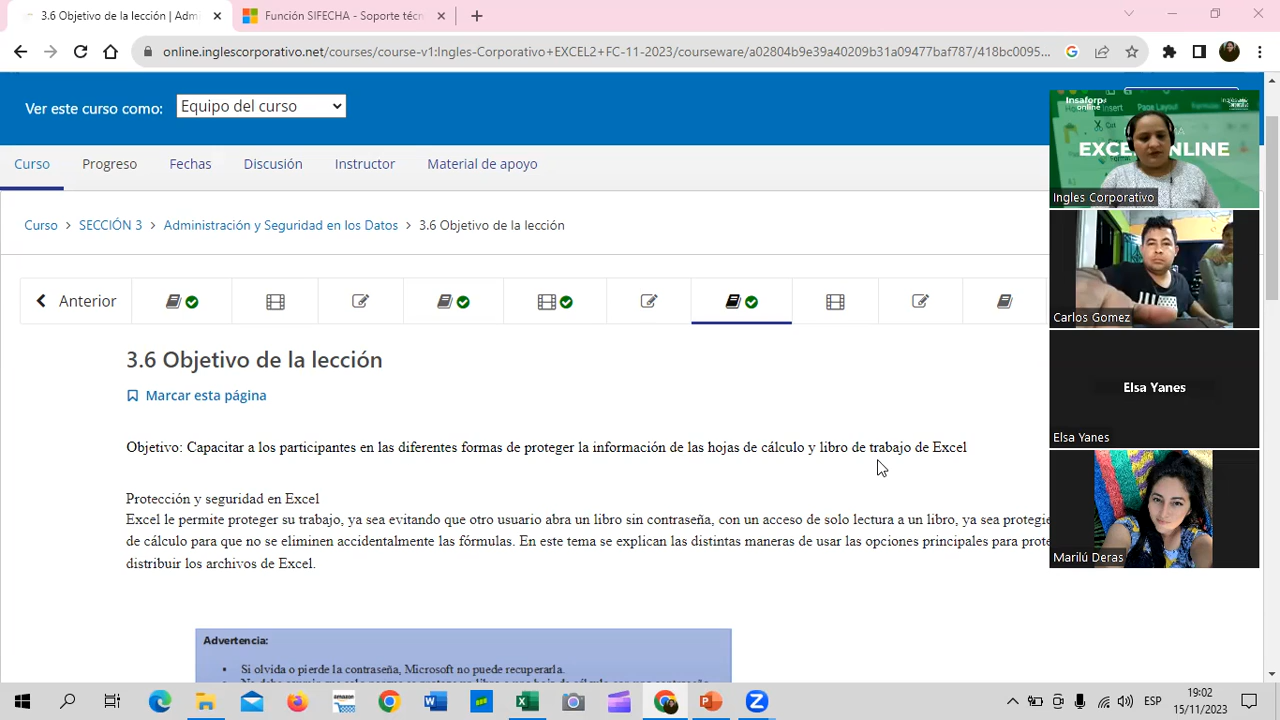 3.6 Objetivo de la lección | Adm
Función SIFECHA - Soporte técn
online.inglescorporativo.net/courses/course-v1:Ingles-Corporativo+EXCEL2+FC-11-2023/courseware/a02804b9e39a40209b31a09477baf787/418bc0095...
Ver este curso como:
Equipo del curso
Curso
Progreso
Fechas
Discusión
Instructor
Material de apoyo
Curso > SECCIÓN 3 > Administración y Seguridad en los Datos > 3.6 Objetivo de la lección
Anterior
3.6 Objetivo de la lección
Marcar esta página
Objetivo: Capacitar a los participantes en las diferentes formas de proteger la información de las hojas de cálculo y libro de trabajo de Excel
Protección y seguridad en Excel
Excel le permite proteger su trabajo, ya sea evitando que otro usuario abra un libro sin contraseña, con un acceso de solo lectura a un libro, ya sea protegie
de cálculo para que no se eliminen accidentalmente las fórmulas. En este tema se explican las distintas maneras de usar las opciones principales para prote
distribuir los archivos de Excel.
Advertencia:
• Si olvida o pierde la contraseña, Microsoft no puede recuperarla.
Insaforp
online
Insert
Page Layout
Formulas
Cut
EXCEL ONLINE
Ingles Corporativo
Carlos Gomez
Elsa Yanes
Elsa Yanes
Marilú Deras
ESP
19:02
15/11/2023